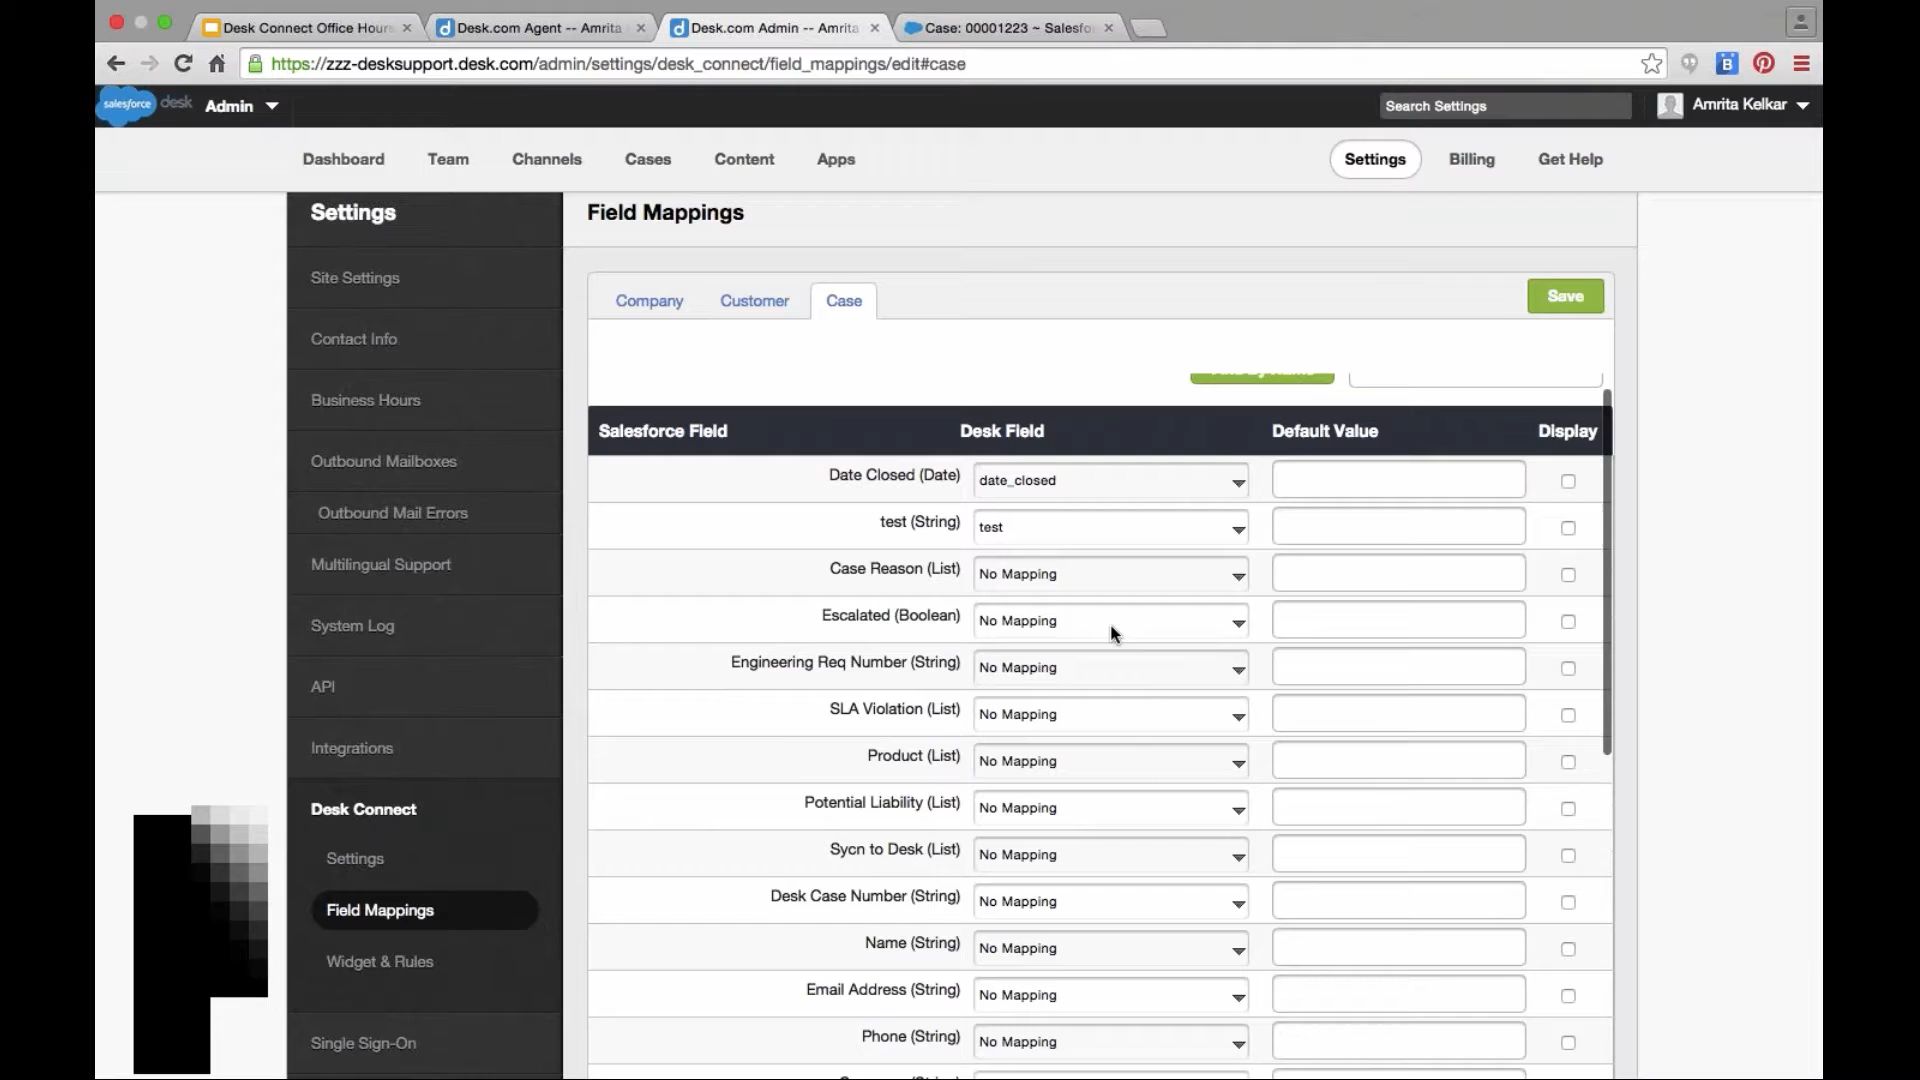 Desk Connect Office Hours
Desk.com Agent -- Amrita
Desk.com Admin -- Amrita
Case: 00001223 ~ Salesfo
https://zzz-desksupport.desk.com/admin/settings/desk_connect/field_mappings/edit#case
salesforce desk Admin
Search Settings
Amrita Kelkar
Dashboard Team Channels Cases Content Apps Settings Billing Get Help
Settings
Site Settings
Contact Info
Business Hours
Outbound Mailboxes
Outbound Mail Errors
Multilingual Support
System Log
API
Integrations
Desk Connect
Settings
Field Mappings
Widget & Rules
Single Sign-On
Field Mappings
Company Customer Case Save
Salesforce Field Desk Field Default Value Display
Date Closed (Date) date_closed
test (String) test
Case Reason (List) No Mapping
Escalated (Boolean) No Mapping
Engineering Req Number (String) No Mapping
SLA Violation (List) No Mapping
Product (List) No Mapping
Potential Liability (List) No Mapping
Sycn to Desk (List) No Mapping
Desk Case Number (String) No Mapping
Name (String) No Mapping
Email Address (String) No Mapping
Phone (String) No Mapping